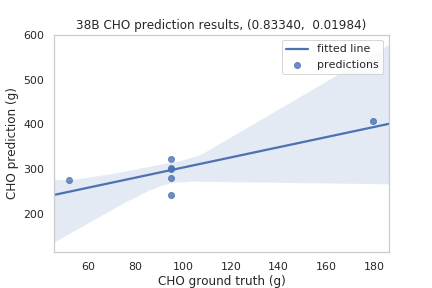 38B CHO prediction results, (0.83340,  0.01984)
600
500
400
300
200
CHO prediction (g)
fitted line
predictions
60 80 100 120 140 160 180
CHO ground truth (g)